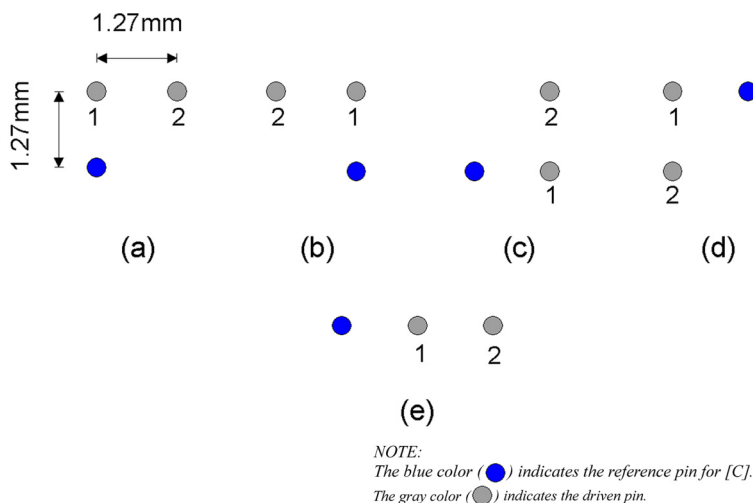 1.27mm
1.27mm
1 2 2 1 2 1
1 2
(a) (b) (c) (d)
1 2
(e)
NOTE:
The blue color ( ) indicates the reference pin for [C].
The gray color ( ) indicates the driven pin.